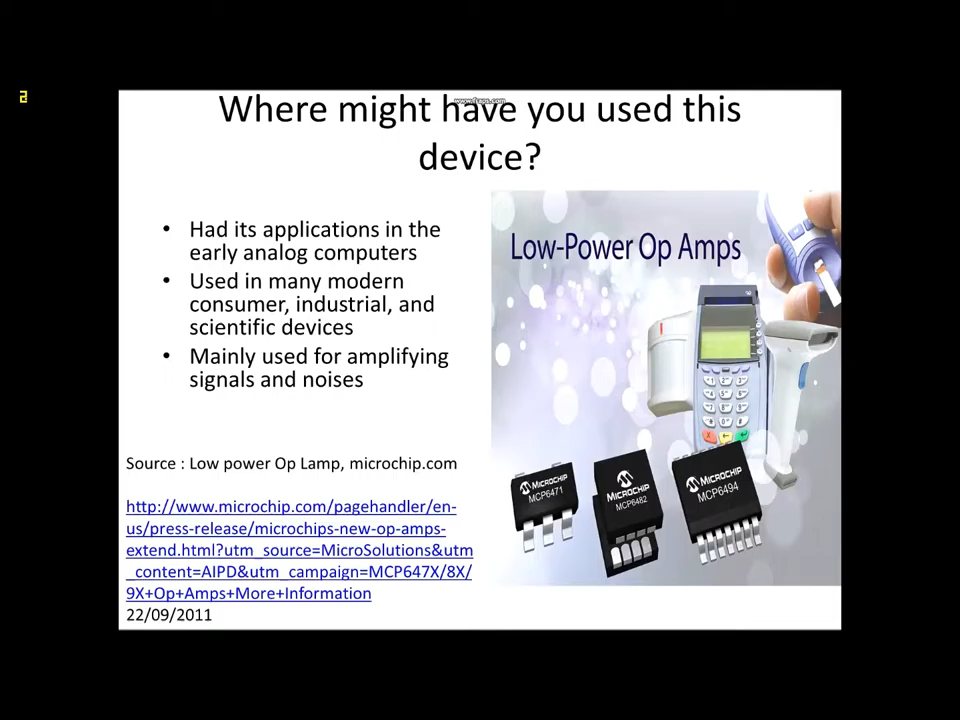 www.fraps.com
Where might have you used this
device?
• Had its applications in the
early analog computers
• Used in many modern
consumer, industrial, and
scientific devices
• Mainly used for amplifying
signals and noises
Low-Power Op Amps
MICROCHIP
MCP6471
MICROCHIP
MCP6482
MICROCHIP
MCP6494
Source : Low power Op Lamp, microchip.com
http://www.microchip.com/pagehandler/en-
us/press-release/microchips-new-op-amps-
extend.html?utm_source=MicroSolutions&utm
_content=AIPD&utm_campaign=MCP647X/8X/
9X+Op+Amps+More+Information
22/09/2011